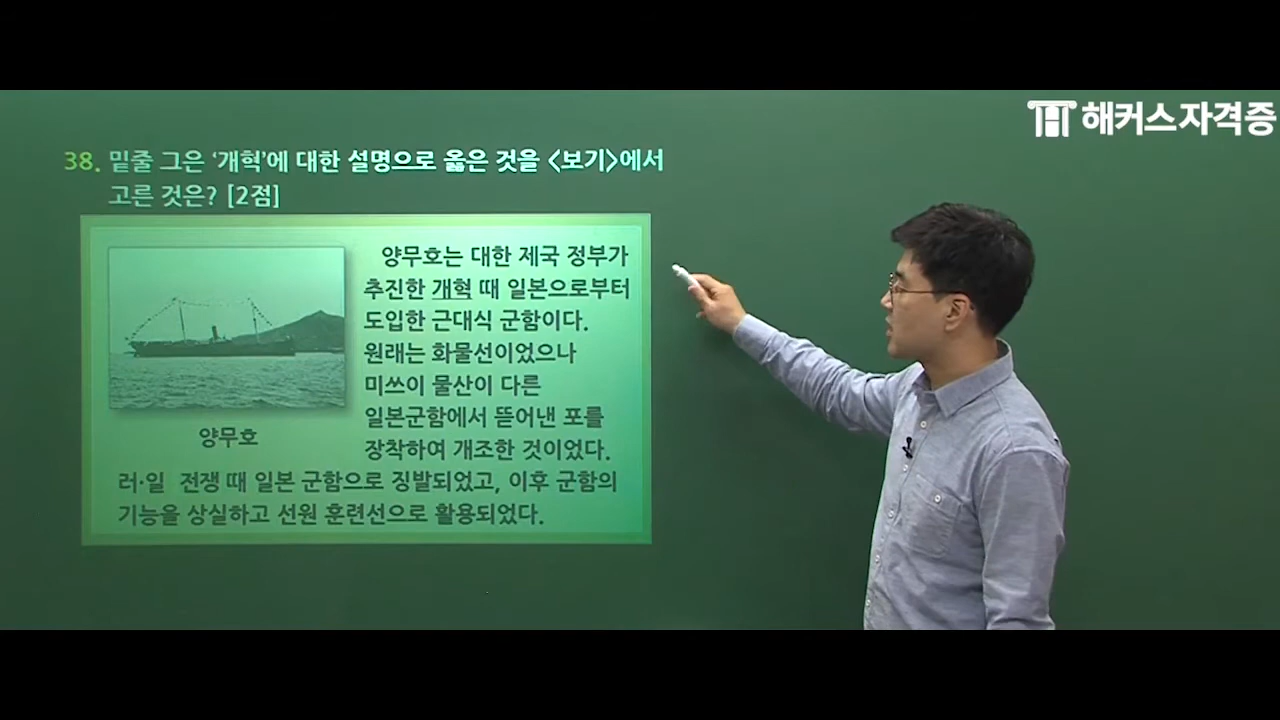 해커스자격증
38. 밑줄 그은 ‘개혁’에 대한 설명으로 옳은 것을 <보기>에서
고른 것은? [2점]
양무호는 대한 제국 정부가
추진한 개혁 때 일본으로부터
도입한 근대식 군함이다.
원래는 화물선이었으나
미쓰이 물산이 다른
일본군함에서 뜯어낸 포를
장착하여 개조한 것이었다.
양무호
러·일 전쟁 때 일본 군함으로 징발되었고, 이후 군함의
기능을 상실하고 선원 훈련선으로 활용되었다.